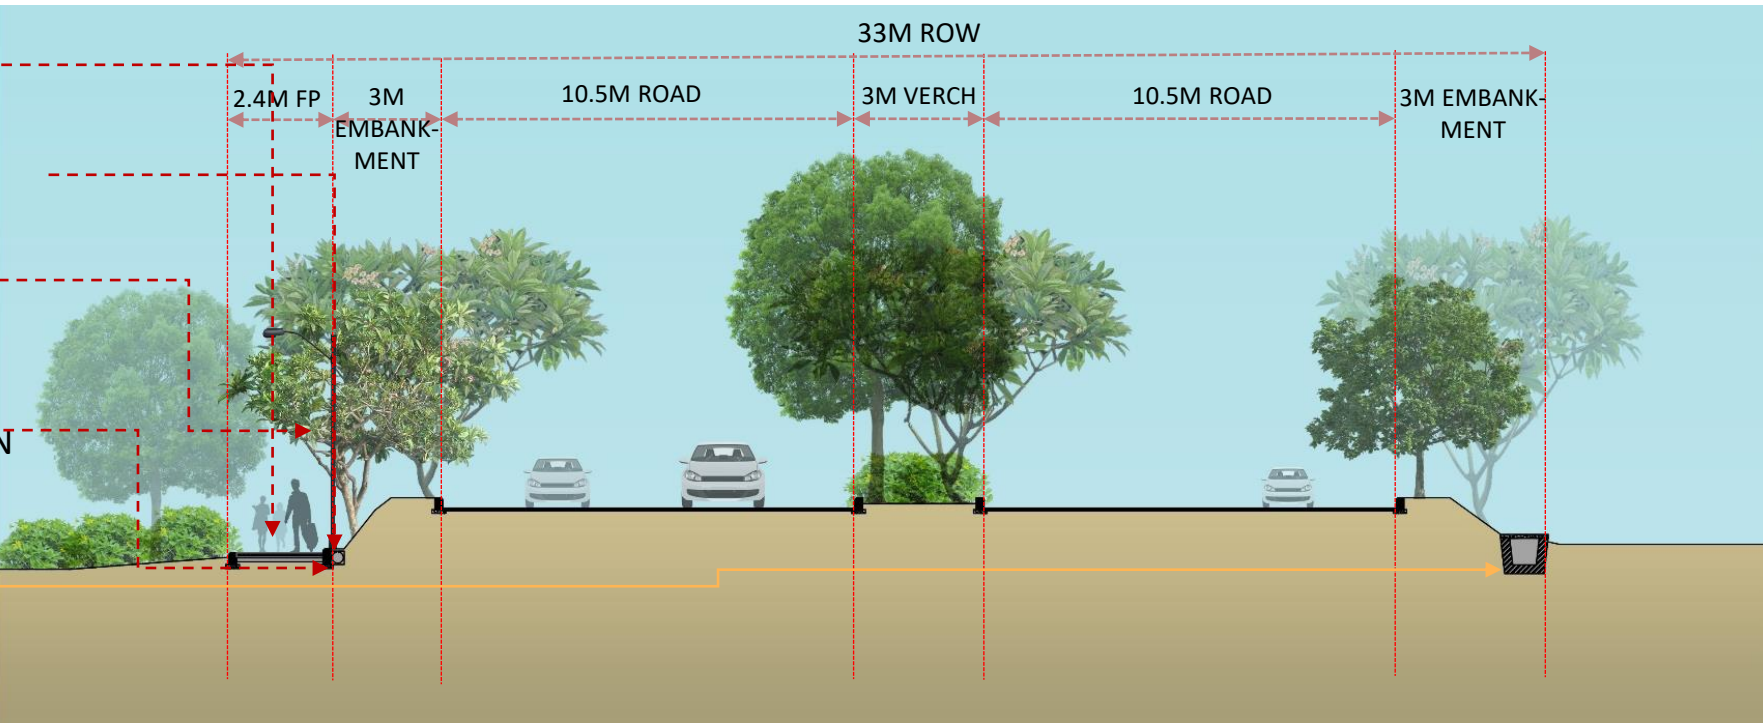 33M ROW
2.4M FP
3M
EMBANK-
MENT
10.5M ROAD
3M VERCH
10.5M ROAD
3M EMBANK-
MENT
N